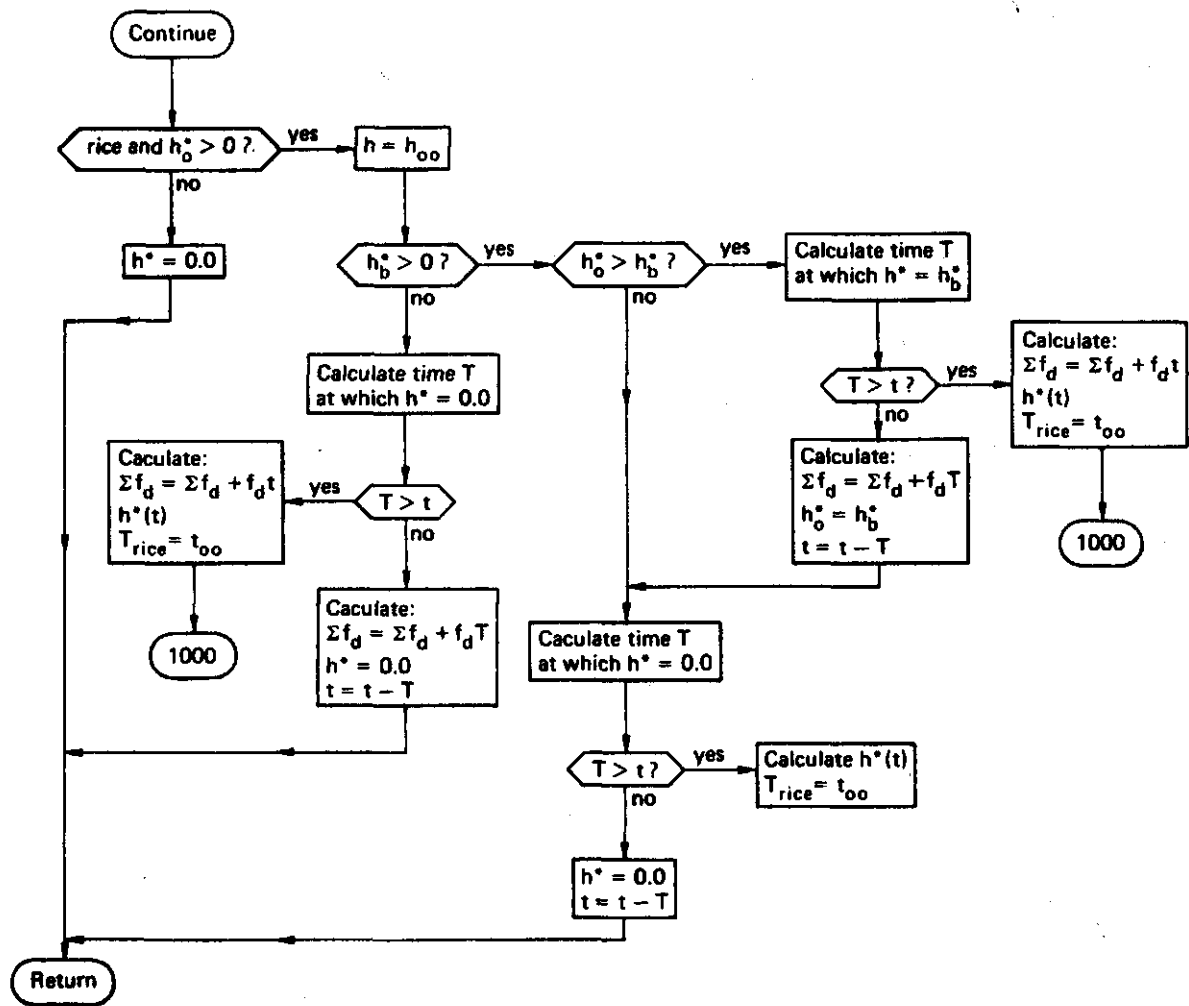 Continue
rice and h*o > 0 ?.
yes
h = hoo
no
h* = 0.0
h*b > 0 ?
yes
h*o > h*b ?
yes
Calculate time T
at which h* = h*b
no
no
Calculate time T
at which h* = 0.0
T > t ?
yes
Calculate:
Σfd = Σfd + fdt
h*(t)
Trice = too
no
1000
Caculate:
Σfd = Σfd + fdt
h*(t)
Trice = too
yes
T > t
no
1000
Calculate:
Σfd = Σfd + fdT
h*o = h*b
t = t − T
Caculate:
Σfd = Σfd + fdT
h* = 0.0
t = t − T
Caculate time T
at which h* = 0.0
T > t ?
yes
Calculate h*(t)
Trice = too
no
h* = 0.0
t = t − T
Return